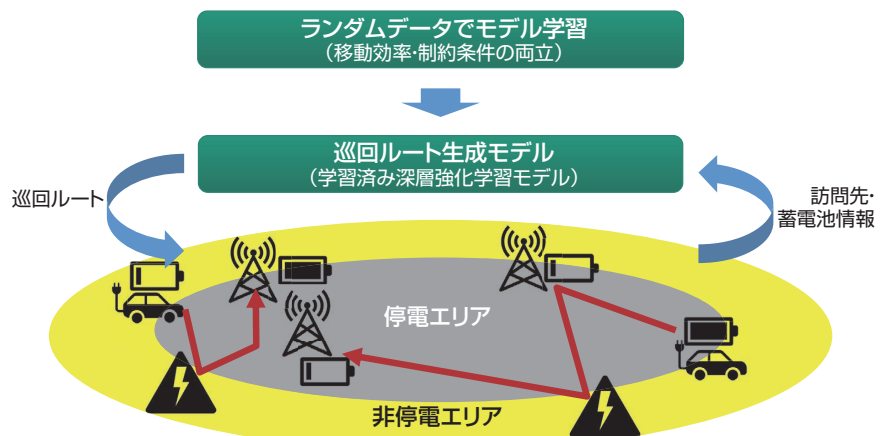 ランダムデータでモデル学習
(移動効率・制約条件の両立)
巡回ルート生成モデル
(学習済み深層強化学習モデル)
巡回ルート
訪問先・
蓄電池情報
停電エリア
非停電エリア